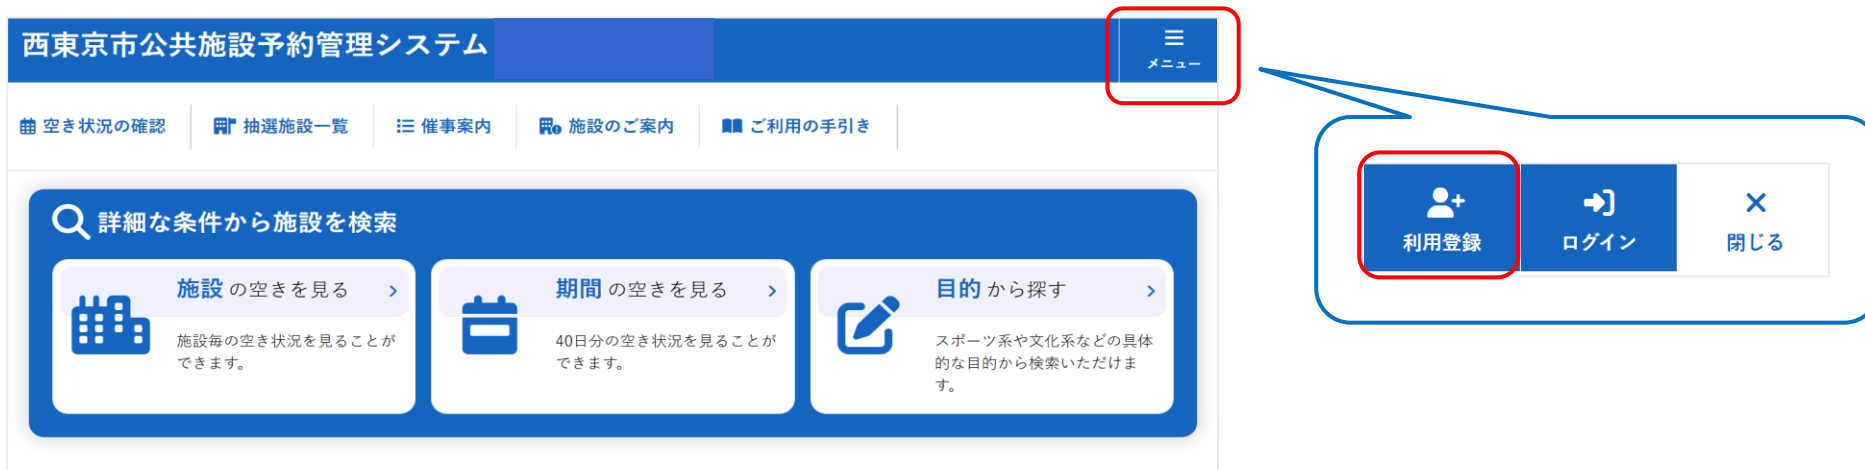 西東京市公共施設予約管理システム
メニュー
空き状況の確認
抽選施設一覧
催事案内
施設のご案内
ご利用の手引き
詳細な条件から施設を検索
施設 の空きを見る
施設毎の空き状況を見ることが
できます。
期間 の空きを見る
40日分の空き状況を見ることが
できます。
目的 から探す
スポーツ系や文化系などの具体
的な目的から検索いただけま
す。
利用登録
ログイン
閉じる